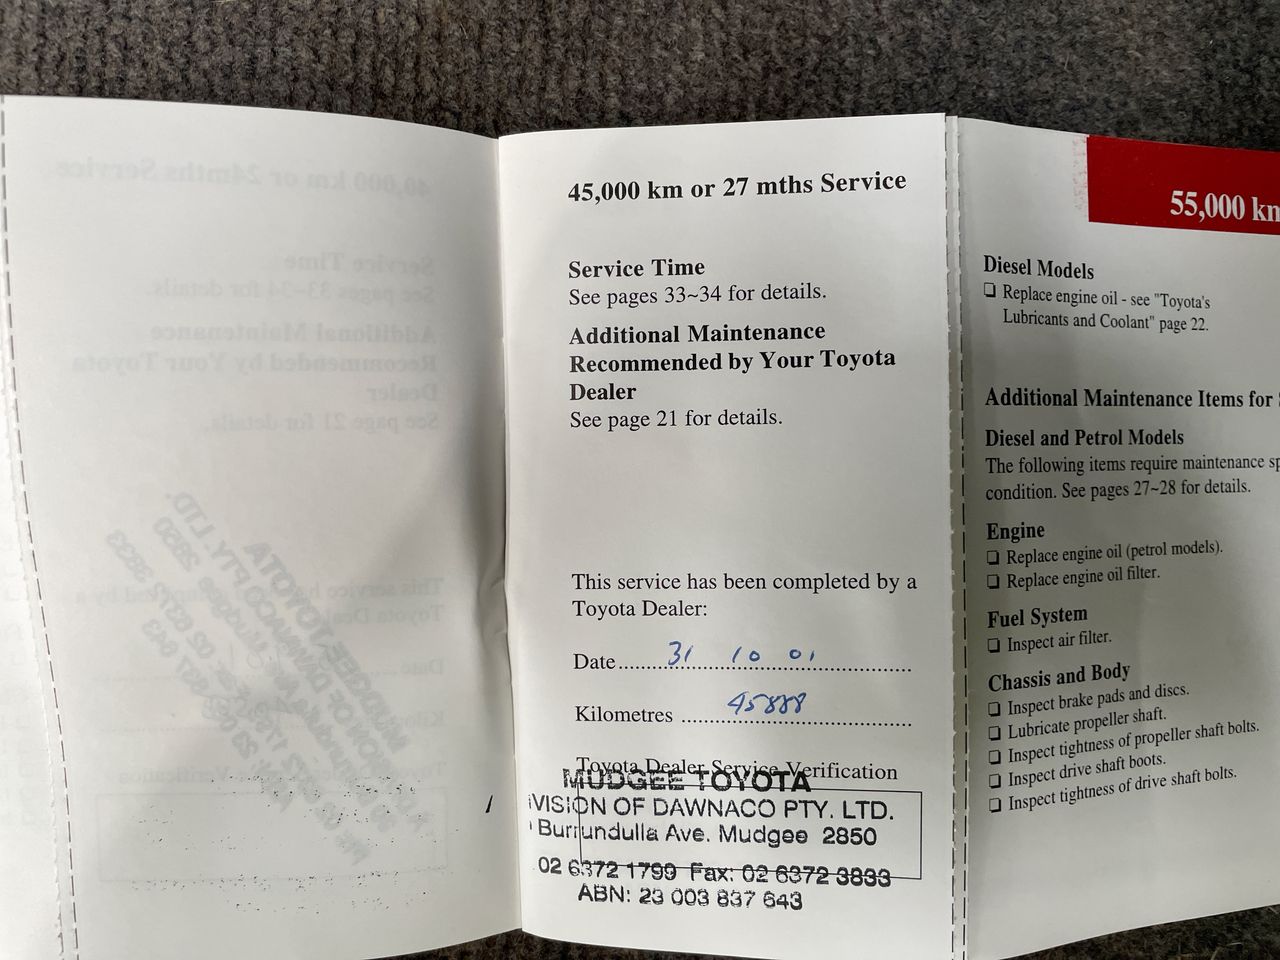 45,000 km or 27 mths Service
Service Time
See pages 33~34 for details.
Additional Maintenance
Recommended by Your Toyota
Dealer
See page 21 for details.
This service has been completed by a
Toyota Dealer:
Date 31 10 01
Kilometres 45888
Toyota Dealer Service Verification
MUDGEE TOYOTA
IVISION OF DAWNACO PTY. LTD.
Burrundulla Ave. Mudgee 2850
02 6372 1799 Fax: 02 6372 3833
ABN: 23 003 837 643
55,000 km
Diesel Models
❏ Replace engine oil - see "Toyota's
Lubricants and Coolant" page 22.
Additional Maintenance Items for
Diesel and Petrol Models
The following items require maintenance sp
condition. See pages 27~28 for details.
Engine
❏ Replace engine oil (petrol models).
❏ Replace engine oil filter.
Fuel System
❏ Inspect air filter.
Chassis and Body
❏ Inspect brake pads and discs.
❏ Lubricate propeller shaft.
❏ Inspect tightness of propeller shaft bolts.
❏ Inspect drive shaft boots.
❏ Inspect tightness of drive shaft bolts.